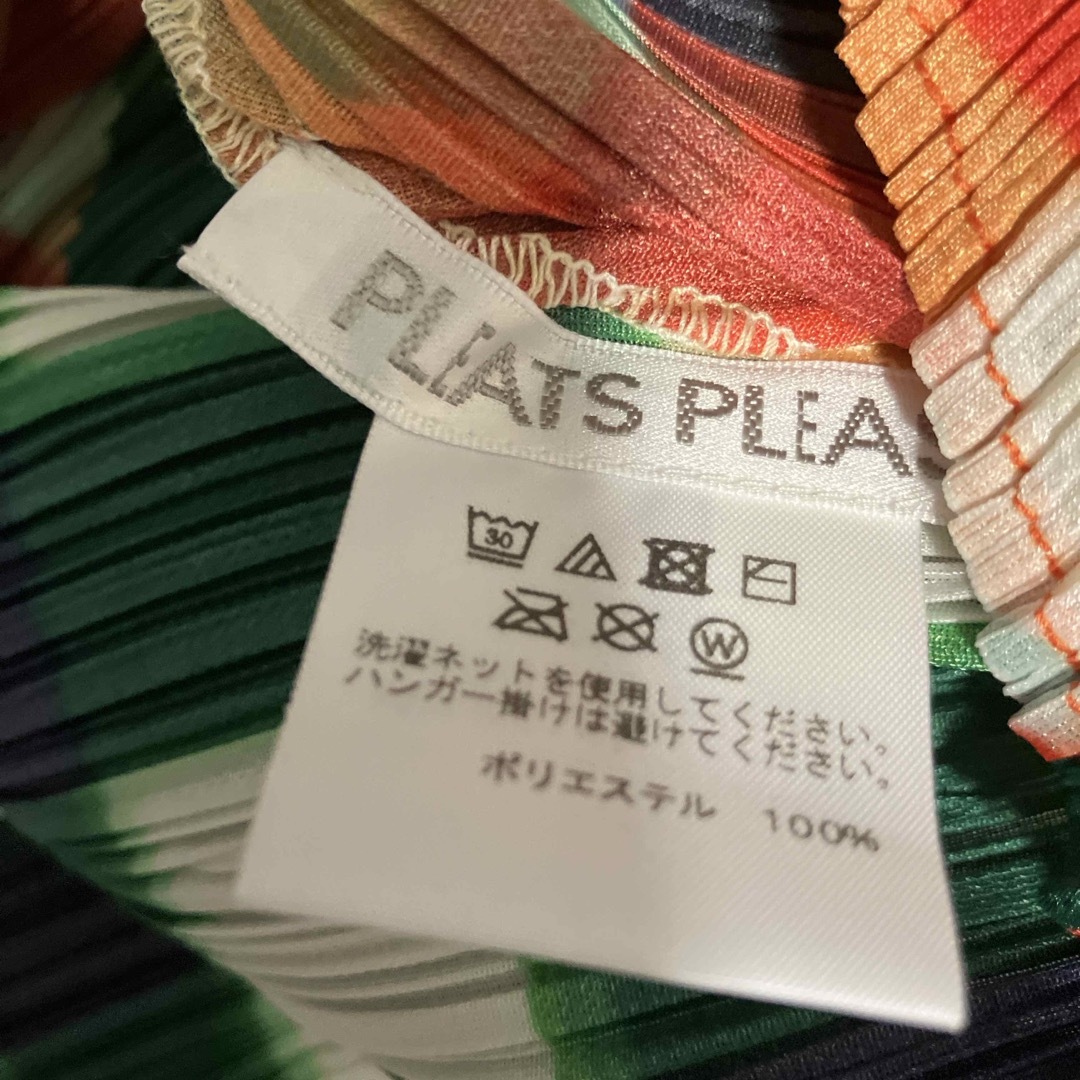 PLEATS PLEAS
30
W
洗濯ネットを使用してください。
ハンガー掛けは避けてください。
ポリエステル 100%